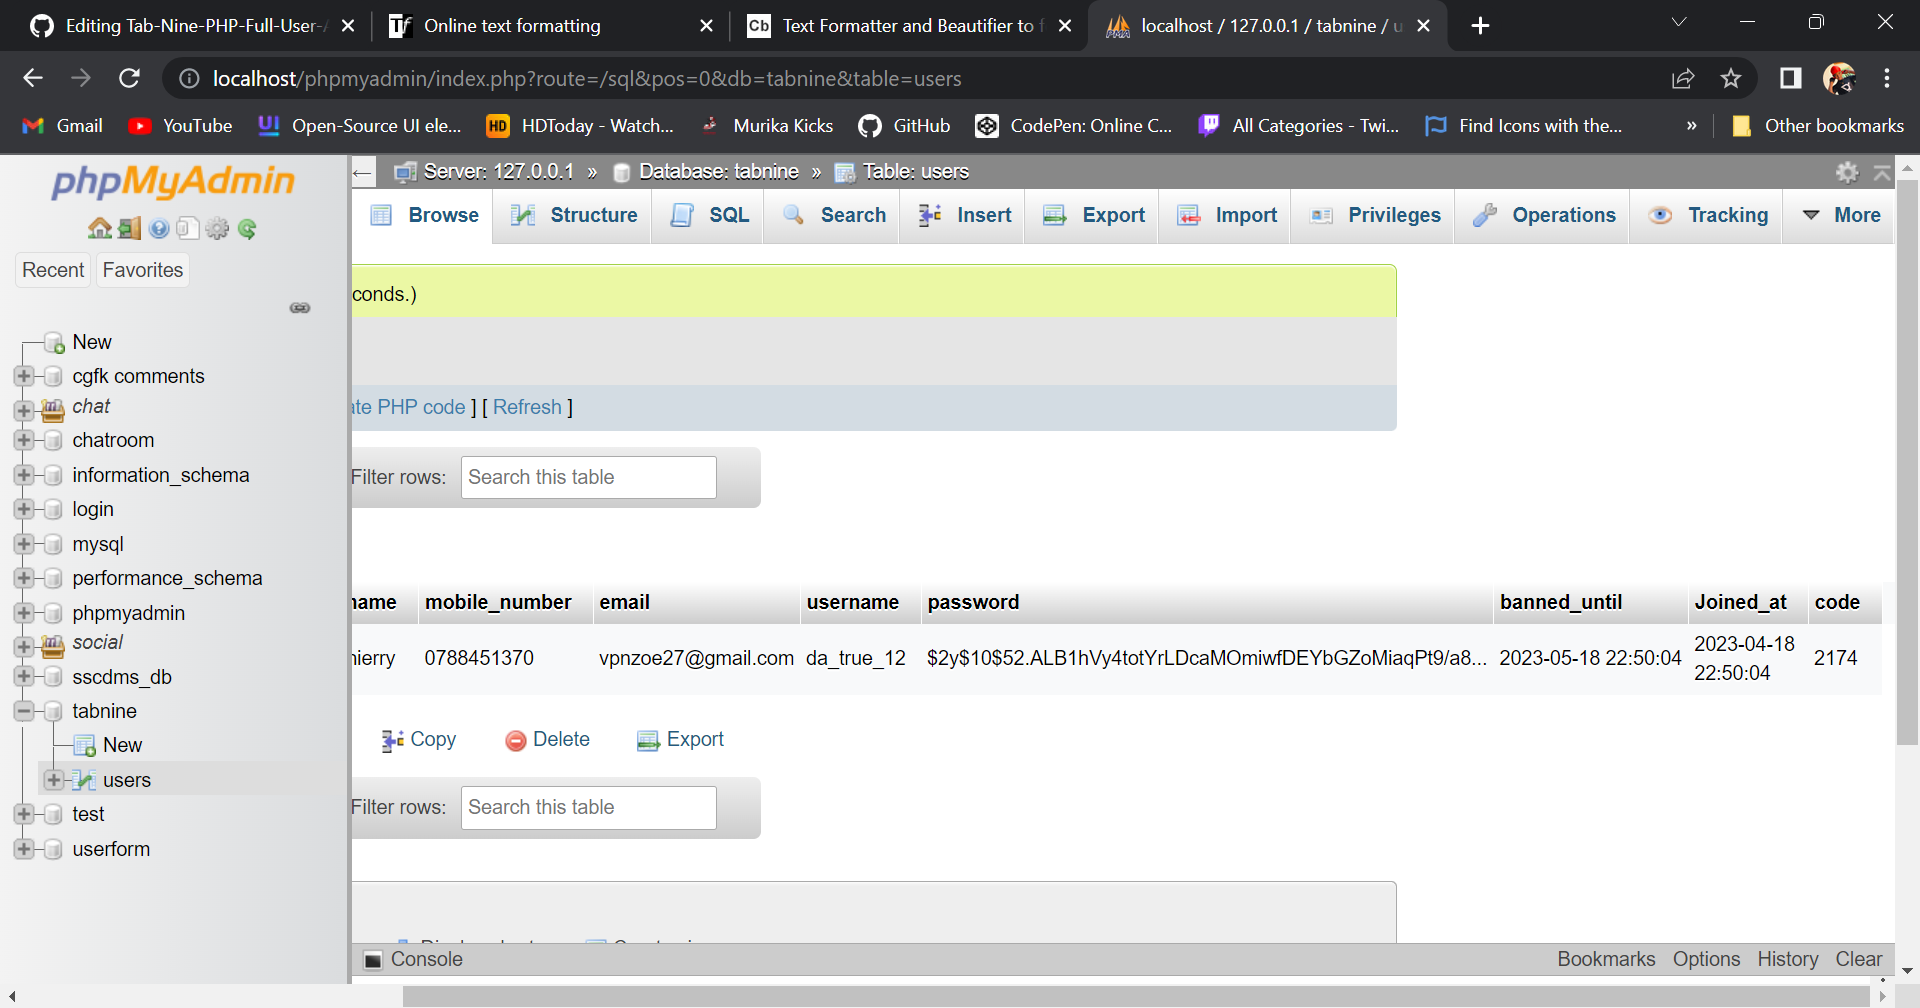 Editing Tab-Nine-PHP-Full-User-
Online text formatting
Text Formatter and Beautifier to f
localhost / 127.0.0.1 / tabnine / u
localhost/phpmyadmin/index.php?route=/sql&pos=0&db=tabnine&table=users
Gmail
YouTube
Open-Source UI ele...
HD
HDToday - Watch...
Murika Kicks
GitHub
CodePen: Online C...
All Categories - Twi...
Find Icons with the...
»
Other bookmarks
phpMyAdmin
Recent
Favorites
New
cgfk comments
chat
chatroom
information_schema
login
mysql
performance_schema
phpmyadmin
social
sscdms_db
tabnine
New
users
test
userform
Server: 127.0.0.1 » Database: tabnine » Table: users
Browse
Structure
SQL
Search
Insert
Export
Import
Privileges
Operations
Tracking
More
conds.)
ate PHP code ] [ Refresh ]
Filter rows: Search this table
name mobile_number email username password banned_until Joined_at code
hierry 0788451370 vpnzoe27@gmail.com da_true_12 $2y$10$52.ALB1hVy4totYrLDcaMOmiwfDEYbGZoMiaqPt9/a8... 2023-05-18 22:50:04 2023-04-18 22:50:04 2174
Copy
Delete
Export
Filter rows: Search this table
Console
Bookmarks Options History Clear